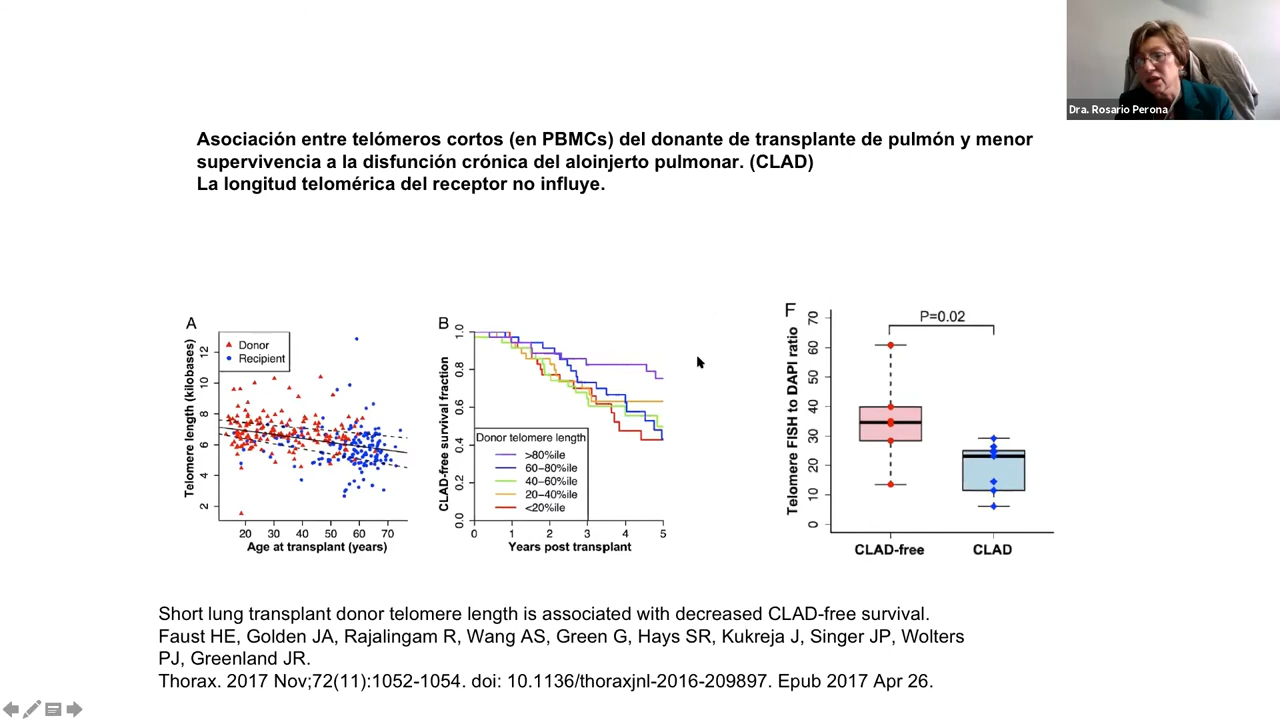 Dra. Rosario Perona
Asociación entre telómeros cortos (en PBMCs) del donante de transplante de pulmón y menor
supervivencia a la disfunción crónica del aloinjerto pulmonar. (CLAD)
La longitud telomérica del receptor no influye.
A
Telomere length (kilobases)
12
10
8
6
4
2
Donor
Recipient
20 30 40 50 60 70
Age at transplant (years)
B
CLAD-free survival fraction
1.0
0.8
0.6
0.4
0.2
0.0
Donor telomere length
>80%ile
60–80%ile
40–60%ile
20–40%ile
<20%ile
0 1 2 3 4 5
Years post transplant
F
Telomere FISH to DAPI ratio
70
60
50
40
30
20
10
0
P=0.02
CLAD-free CLAD
Short lung transplant donor telomere length is associated with decreased CLAD-free survival.
Faust HE, Golden JA, Rajalingam R, Wang AS, Green G, Hays SR, Kukreja J, Singer JP, Wolters
PJ, Greenland JR.
Thorax. 2017 Nov;72(11):1052-1054. doi: 10.1136/thoraxjnl-2016-209897. Epub 2017 Apr 26.